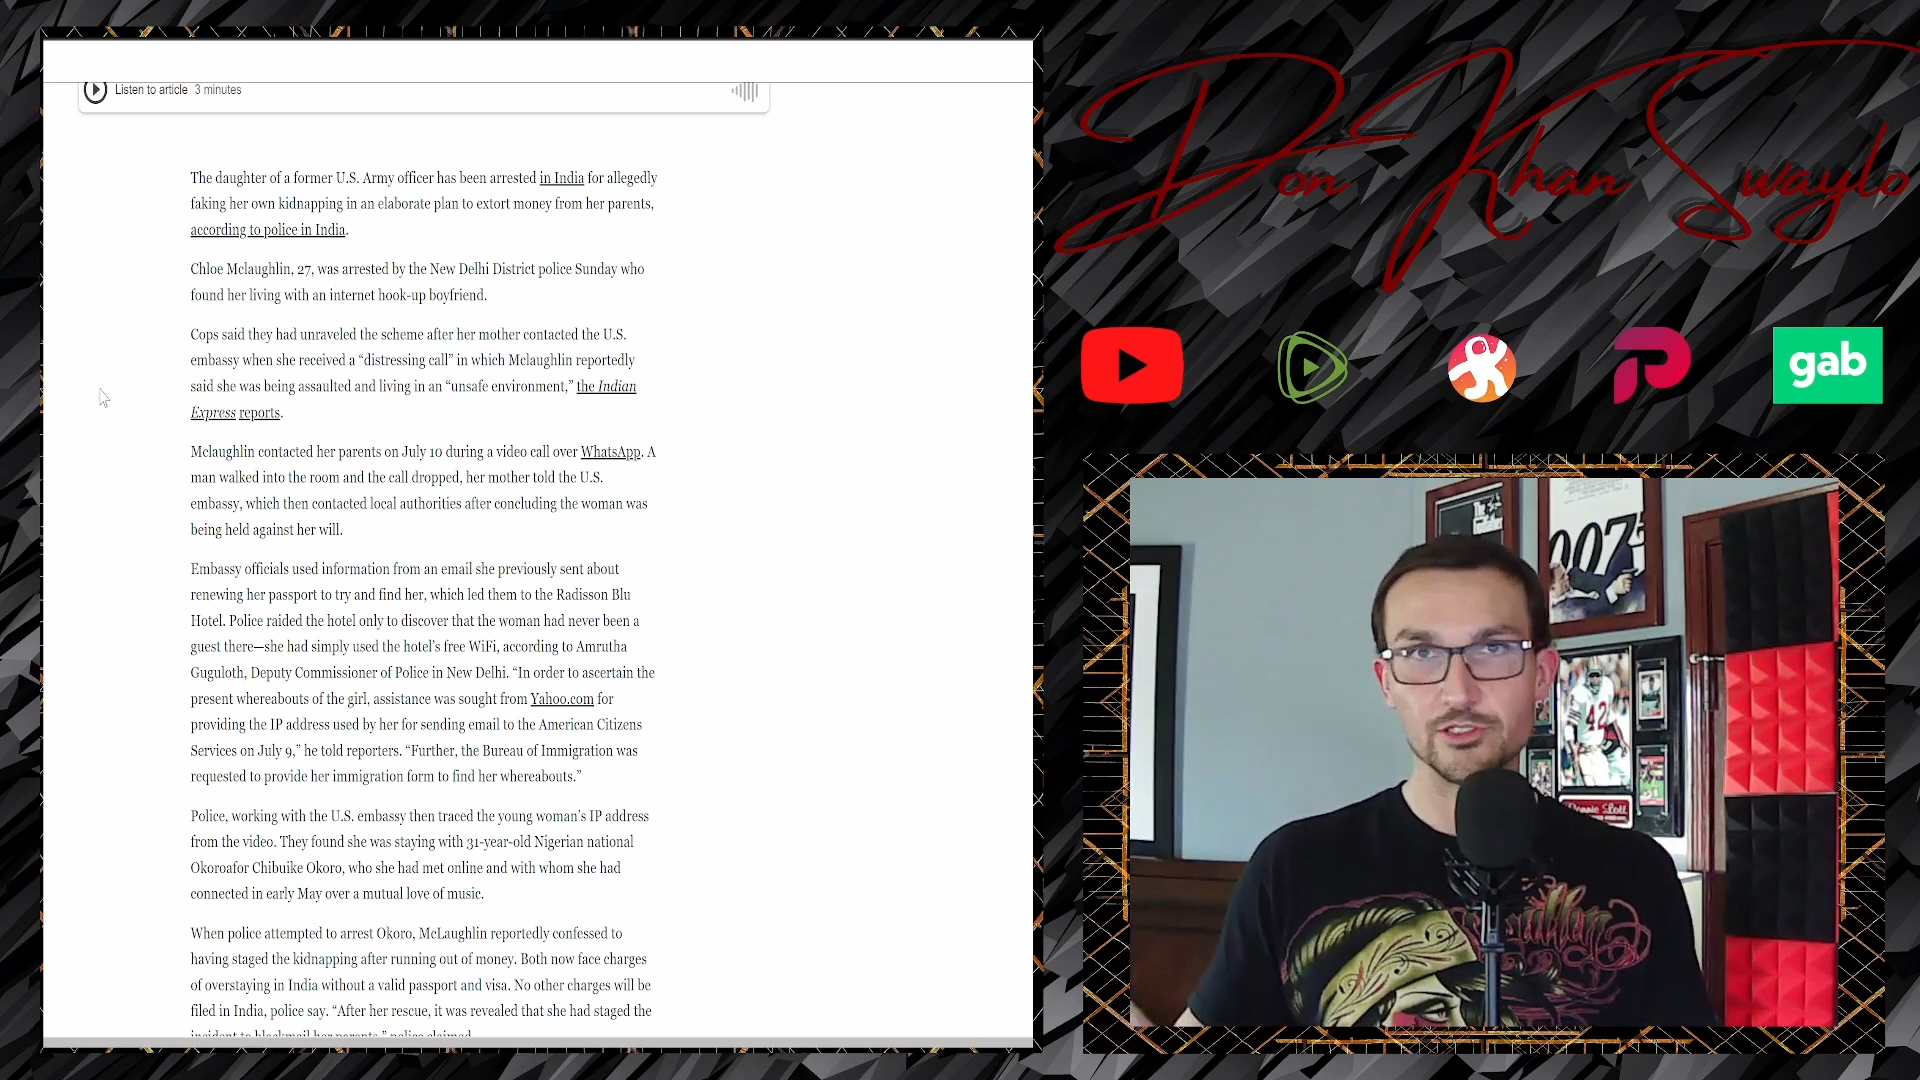 Listen to article 3 minutes
The daughter of a former U.S. Army officer has been arrested in India for allegedly
faking her own kidnapping in an elaborate plan to extort money from her parents,
according to police in India.
Chloe Mclaughlin, 27, was arrested by the New Delhi District police Sunday who
found her living with an internet hook-up boyfriend.
Cops said they had unraveled the scheme after her mother contacted the U.S.
embassy when she received a “distressing call” in which Mclaughlin reportedly
said she was being assaulted and living in an “unsafe environment,” the Indian
Express reports.
Mclaughlin contacted her parents on July 10 during a video call over WhatsApp. A
man walked into the room and the call dropped, her mother told the U.S.
embassy, which then contacted local authorities after concluding the woman was
being held against her will.
Embassy officials used information from an email she previously sent about
renewing her passport to try and find her, which led them to the Radisson Blu
Hotel. Police raided the hotel only to discover that the woman had never been a
guest there—she had simply used the hotel’s free WiFi, according to Amrutha
Guguloth, Deputy Commissioner of Police in New Delhi. “In order to ascertain the
present whereabouts of the girl, assistance was sought from Yahoo.com for
providing the IP address used by her for sending email to the American Citizens
Services on July 9,” he told reporters. “Further, the Bureau of Immigration was
requested to provide her immigration form to find her whereabouts.”
Police, working with the U.S. embassy then traced the young woman’s IP address
from the video. They found she was staying with 31-year-old Nigerian national
Okoroafor Chibuike Okoro, who she had met online and with whom she had
connected in early May over a mutual love of music.
When police attempted to arrest Okoro, McLaughlin reportedly confessed to
having staged the kidnapping after running out of money. Both now face charges
of overstaying in India without a valid passport and visa. No other charges will be
filed in India, police say. “After her rescue, it was revealed that she had staged the
incident to blackmail her parents,” police claimed.
Don Khan Swaylo
gab
007
42